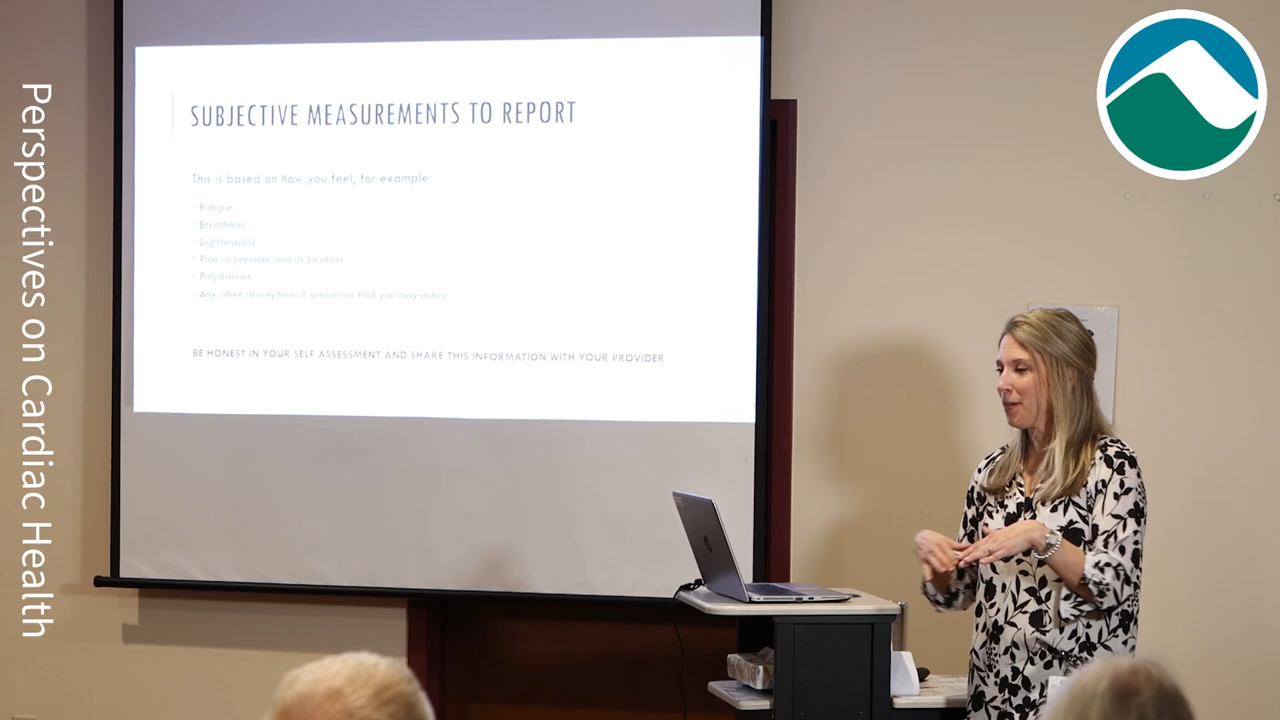 Perspectives on Cardiac Health
SUBJECTIVE MEASUREMENTS TO REPORT
This is based on how you feel, for example:
Fatigue
Breathless
Lightheaded
Pain or pressure and its location
Palpitations
Any other description of sensations that you may notice
BE HONEST IN YOUR SELF ASSESSMENT AND SHARE THIS INFORMATION WITH YOUR PROVIDER